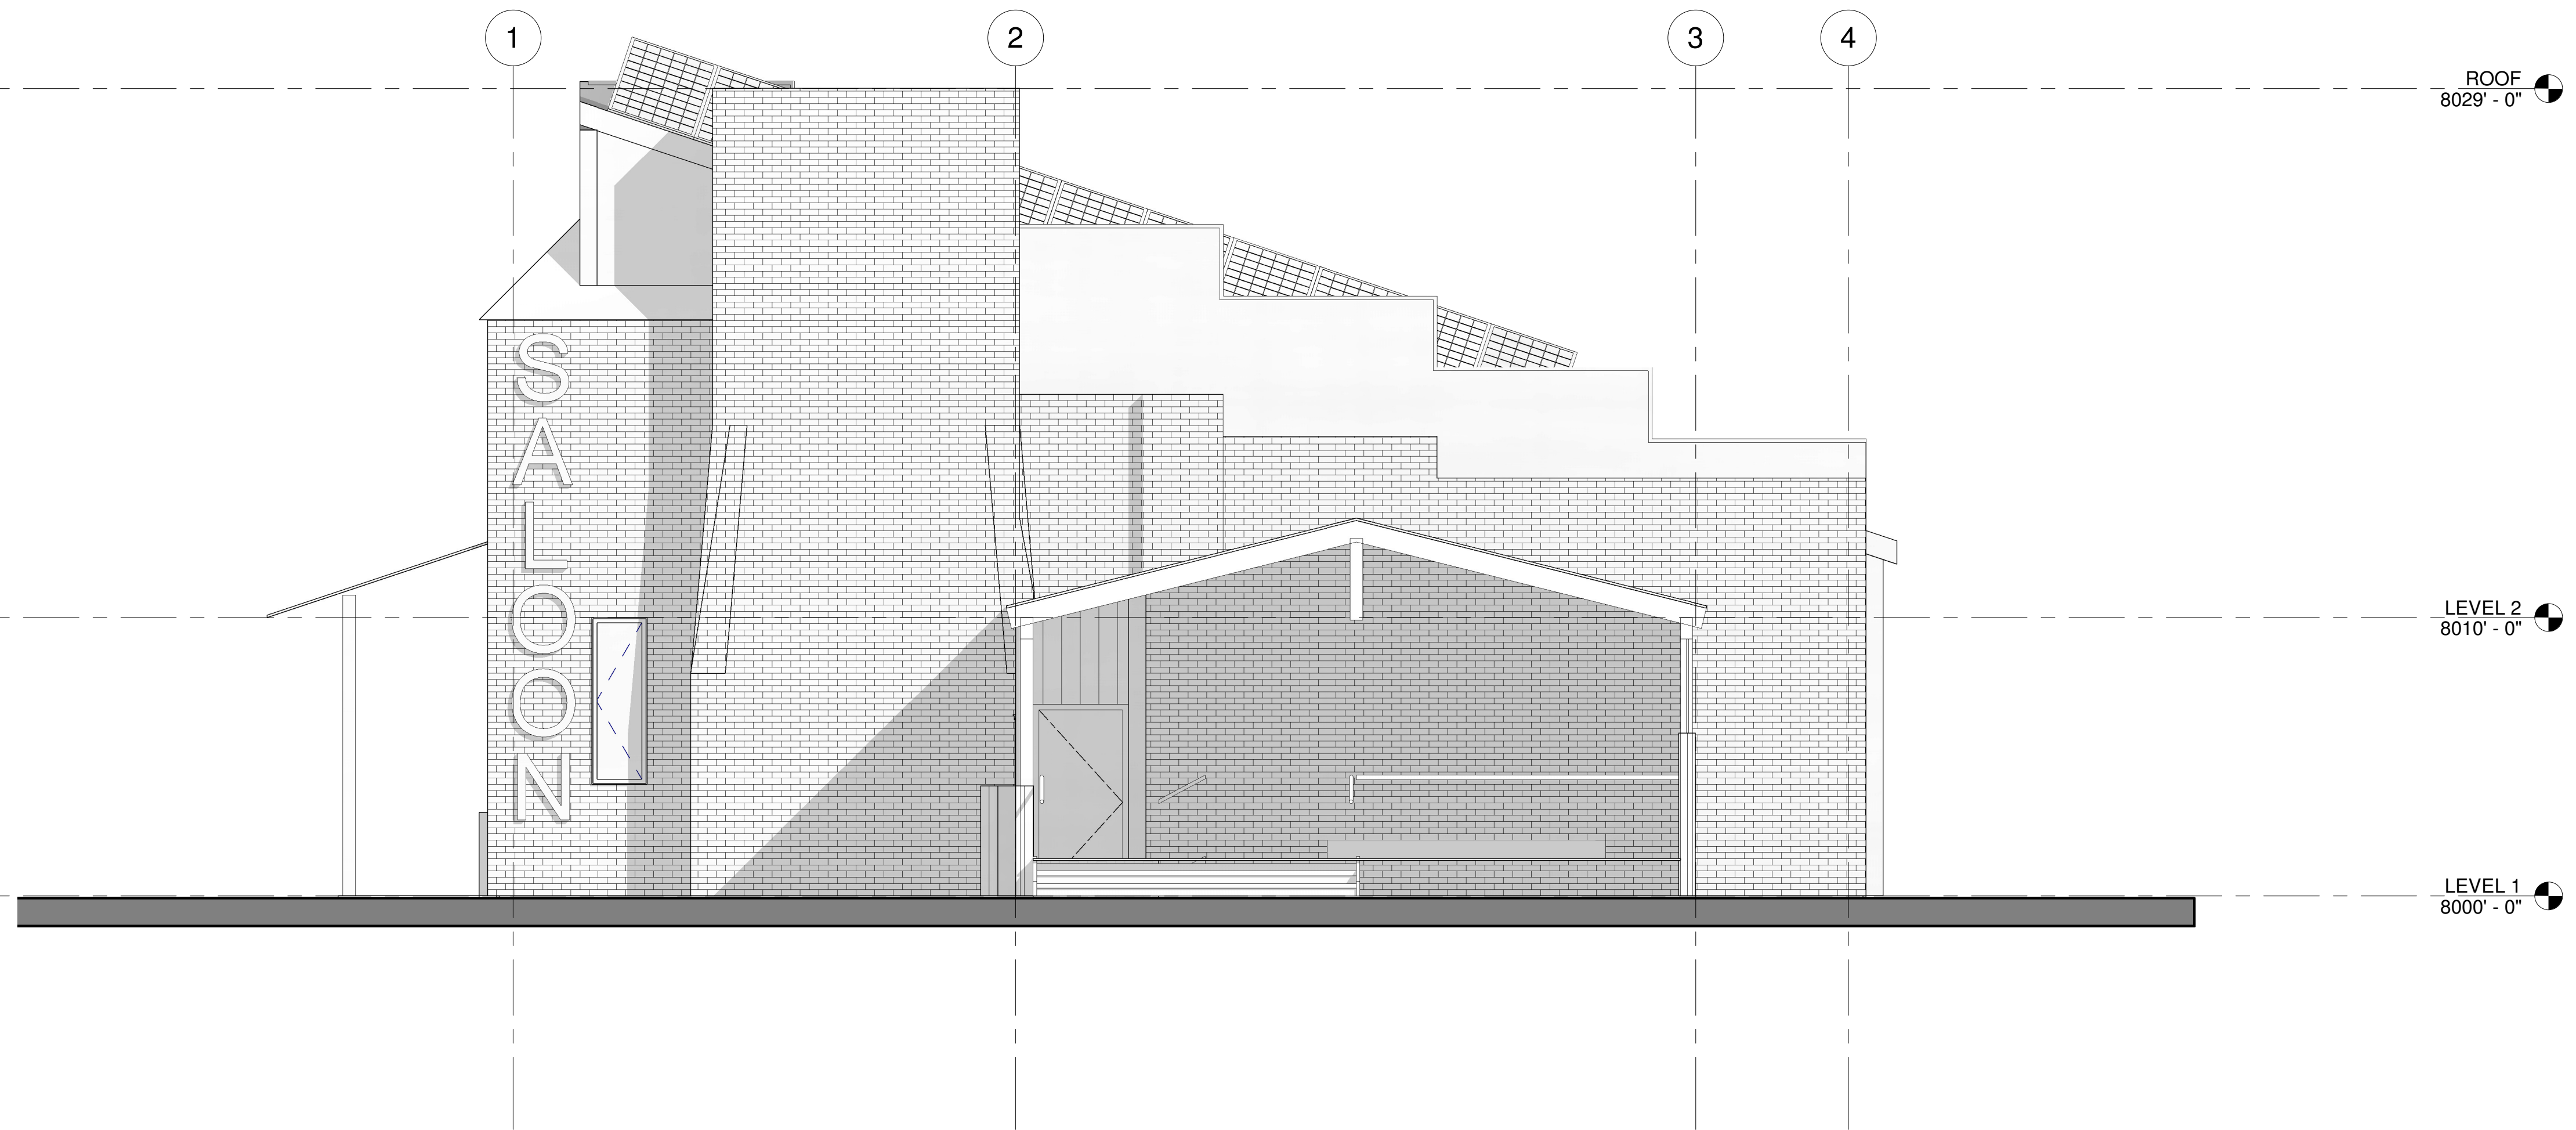 1
2
3
4
ROOF
8029' - 0"
SALOON
LEVEL 2
8010' - 0"
LEVEL 1
8000' - 0"